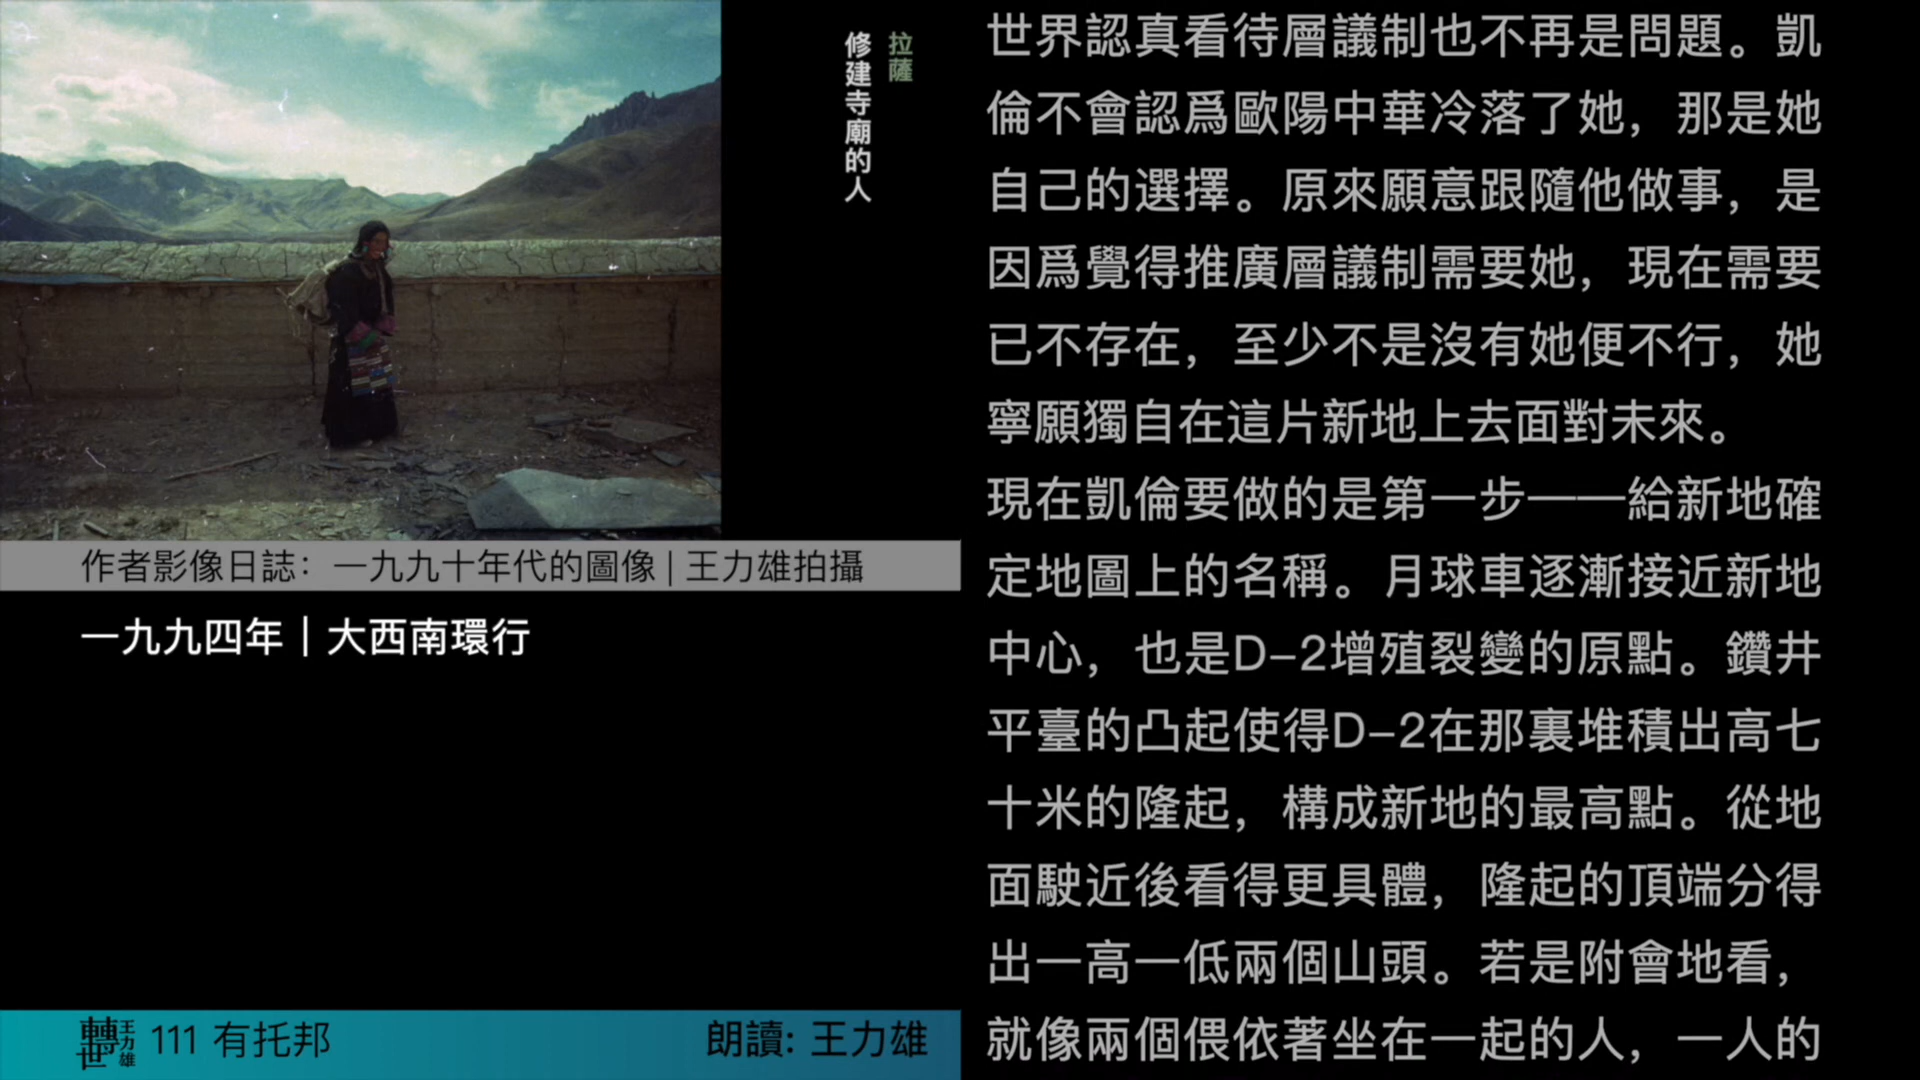 拉薩
修建寺廟的人
作者影像日誌：一九九十年代的圖像 | 王力雄拍攝
一九九四年｜大西南環行
轉世
王力雄
111 有托邦
朗讀: 王力雄
世界認真看待層議制也不再是問題。凱
倫不會認爲歐陽中華冷落了她，那是她
自己的選擇。原來願意跟隨他做事，是
因爲覺得推廣層議制需要她，現在需要
已不存在，至少不是沒有她便不行，她
寧願獨自在這片新地上去面對未來。
現在凱倫要做的是第一步——給新地確
定地圖上的名稱。月球車逐漸接近新地
中心，也是D-2增殖裂變的原點。鑽井
平臺的凸起使得D-2在那裏堆積出高七
十米的隆起，構成新地的最高點。從地
面駛近後看得更具體，隆起的頂端分得
出一高一低兩個山頭。若是附會地看，
就像兩個偎依著坐在一起的人，一人的